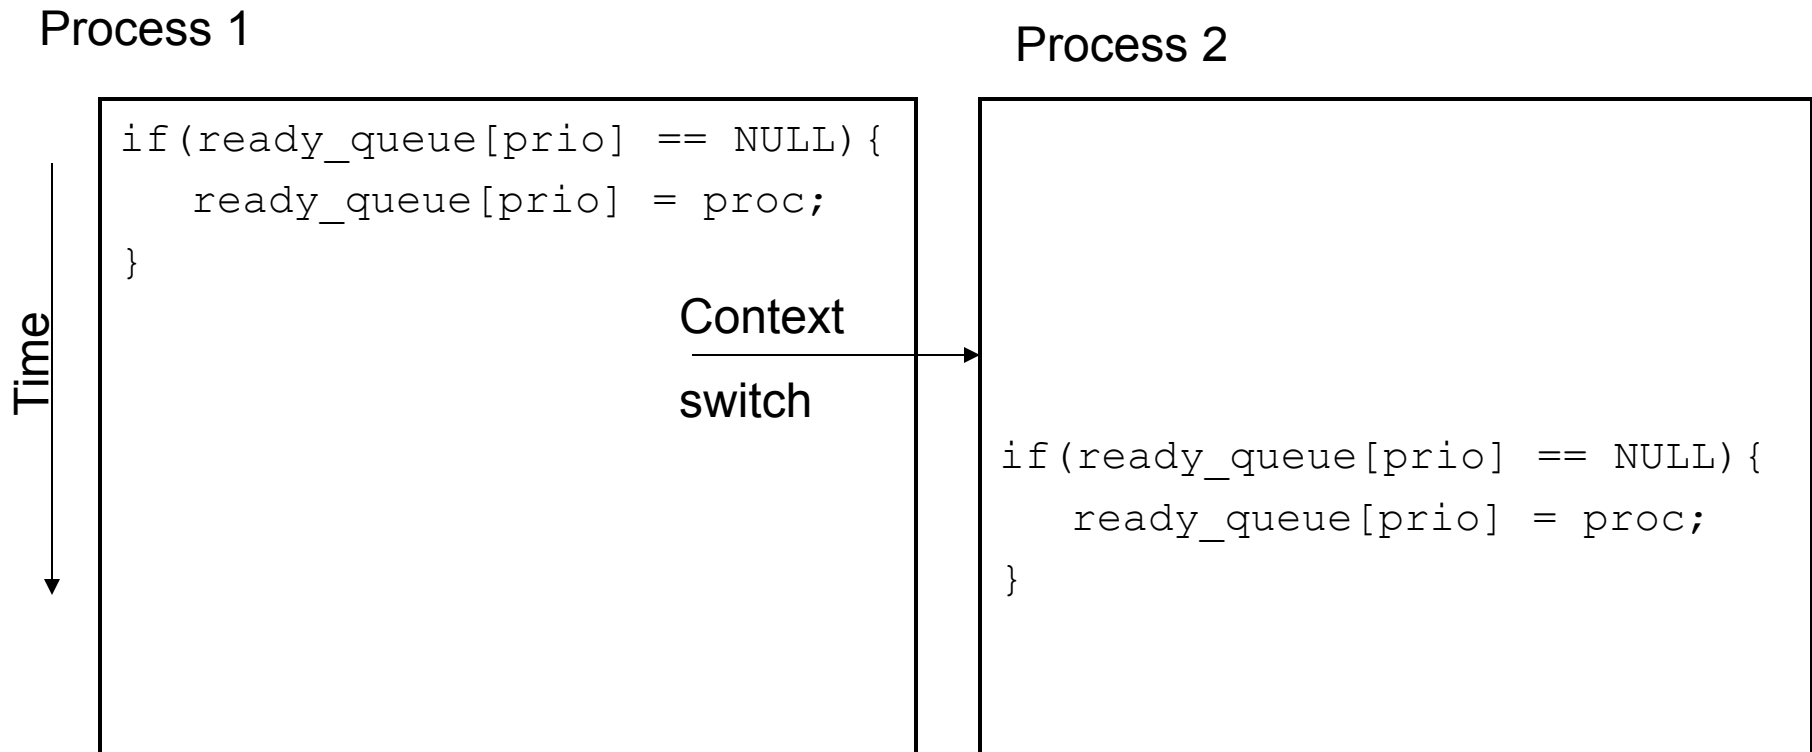 Process 1
Process 2
if(ready_queue[prio] == NULL){
ready_queue[prio] = proc;
}
Time
Context
switch
if(ready_queue[prio] == NULL){
ready_queue[prio] = proc;
}